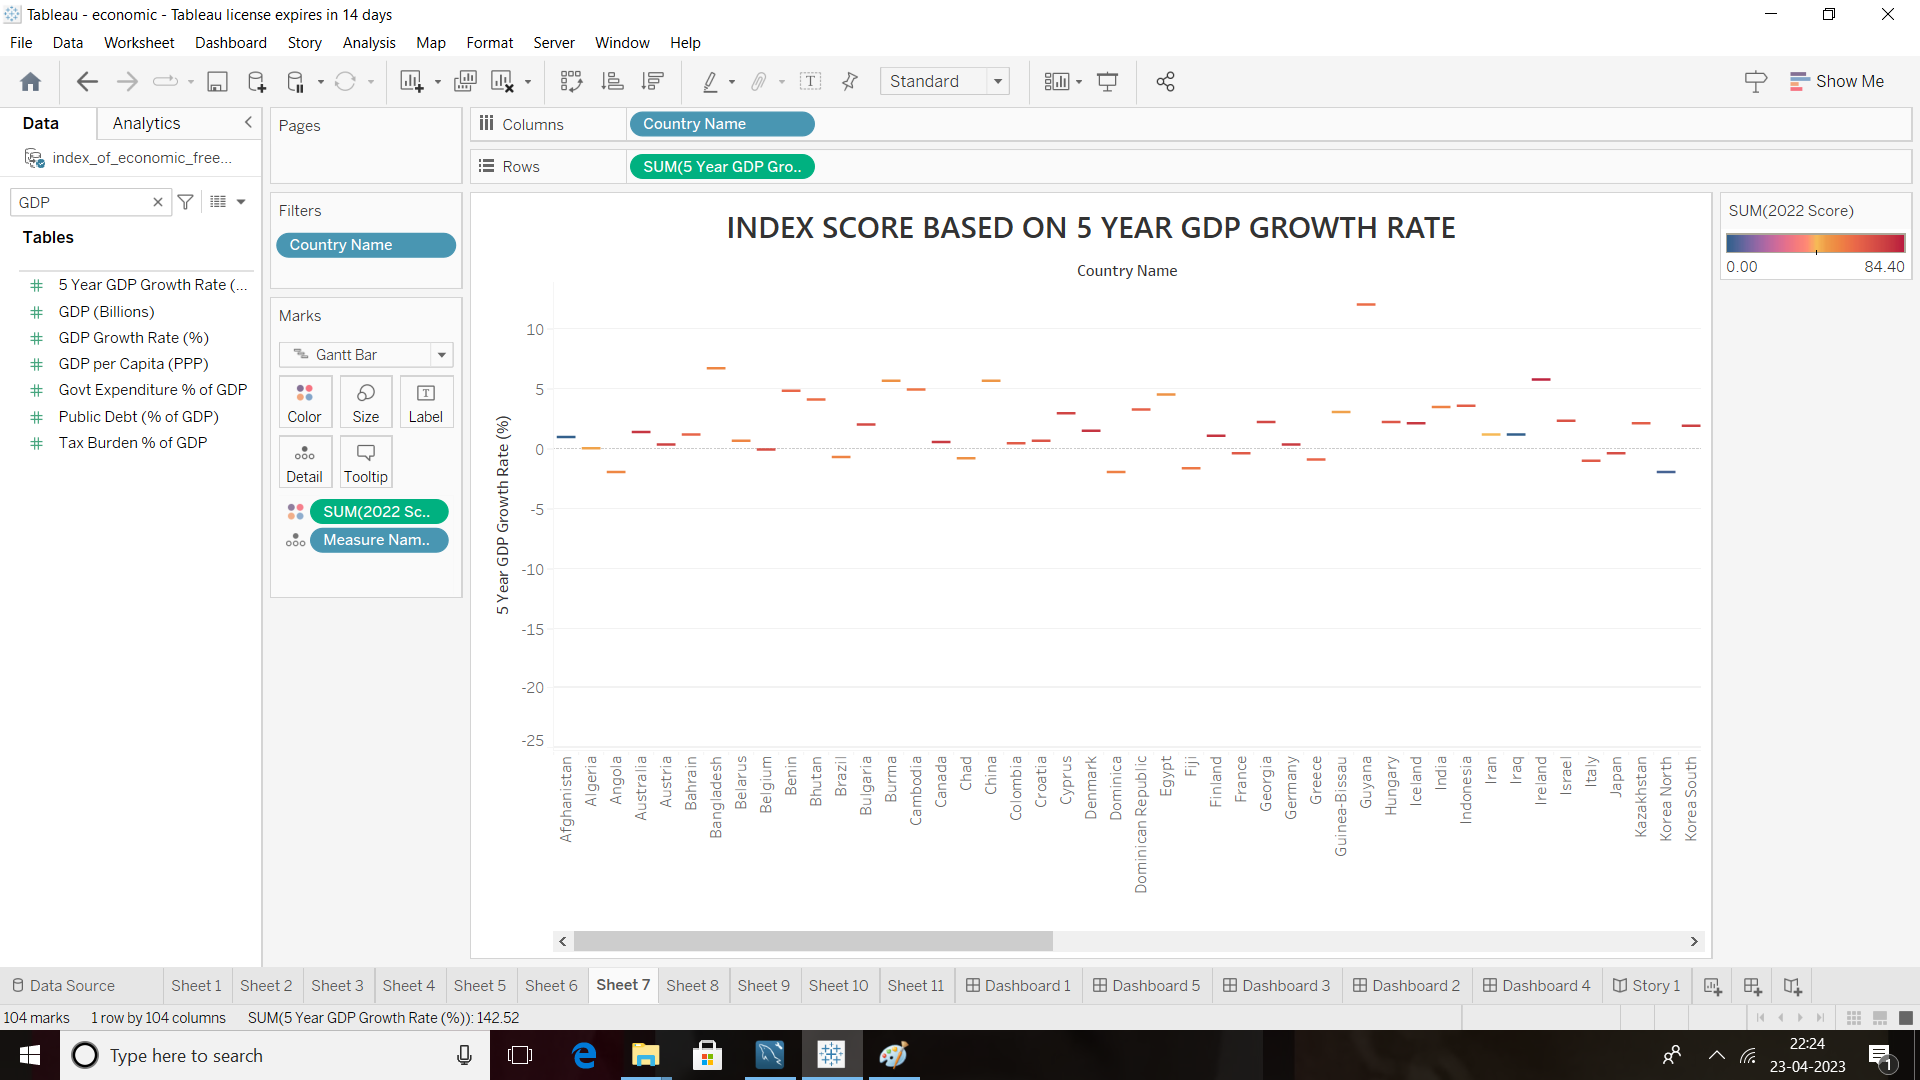 Tableau - economic - Tableau license expires in 14 days
File Data Worksheet Dashboard Story Analysis Map Format Server Window Help
Standard
Show Me
Data
Analytics
index_of_economic_free...
GDP
Tables
5 Year GDP Growth Rate (...
GDP (Billions)
GDP Growth Rate (%)
GDP per Capita (PPP)
Govt Expenditure % of GDP
Public Debt (% of GDP)
Tax Burden % of GDP
Pages
Filters
Country Name
Marks
Gantt Bar
Color
Size
Label
Detail
Tooltip
SUM(2022 Sc..
Measure Nam..
Columns
Country Name
Rows
SUM(5 Year GDP Gro..
INDEX SCORE BASED ON 5 YEAR GDP GROWTH RATE
Country Name
5 Year GDP Growth Rate (%)
10
5
0
-5
-10
-15
-20
-25
Afghanistan
Algeria
Angola
Australia
Austria
Bahrain
Bangladesh
Belarus
Belgium
Benin
Bhutan
Brazil
Bulgaria
Burma
Cambodia
Canada
Chad
China
Colombia
Croatia
Cyprus
Denmark
Dominica
Dominican Republic
Egypt
Fiji
Finland
France
Georgia
Germany
Greece
Guinea-Bissau
Guyana
Hungary
Iceland
India
Indonesia
Iran
Iraq
Ireland
Israel
Italy
Japan
Kazakhstan
Korea North
Korea South
SUM(2022 Score)
0.00 84.40
Data Source
Sheet 1
Sheet 2
Sheet 3
Sheet 4
Sheet 5
Sheet 6
Sheet 7
Sheet 8
Sheet 9
Sheet 10
Sheet 11
Dashboard 1
Dashboard 5
Dashboard 3
Dashboard 2
Dashboard 4
Story 1
104 marks 1 row by 104 columns SUM(5 Year GDP Growth Rate (%)): 142.52
Type here to search
22:24
23-04-2023
1